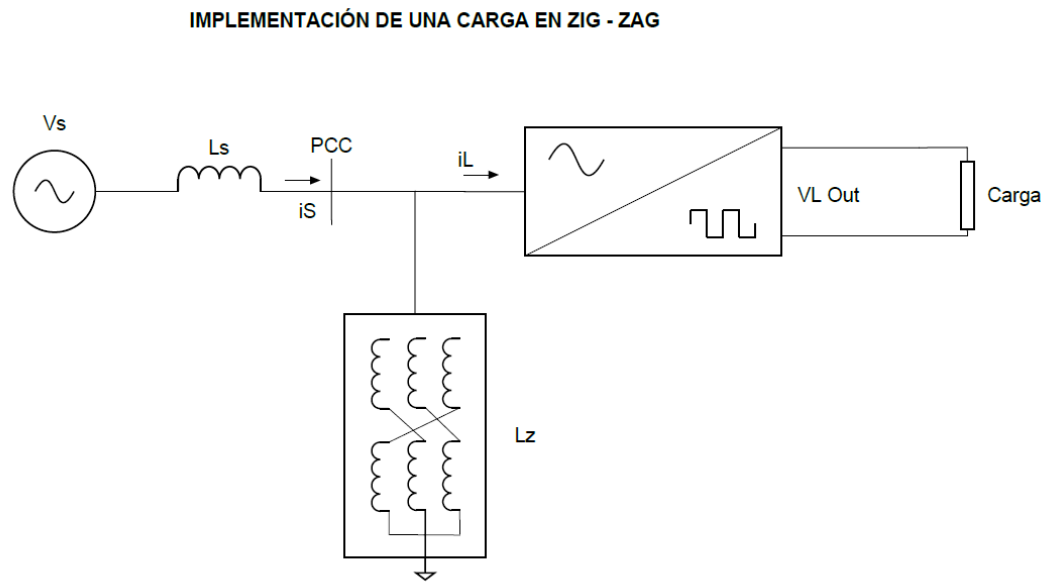 IMPLEMENTACIÓN DE UNA CARGA EN ZIG - ZAG
Vs
Ls
PCC
iS
iL
VL Out
Carga
Lz